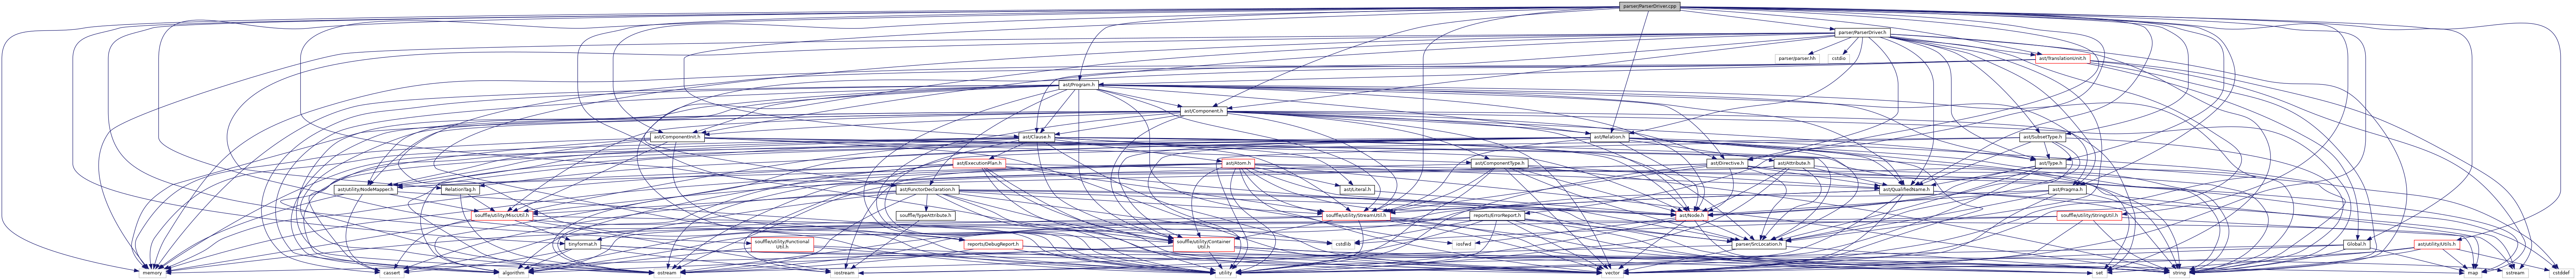 parser/ParserDriver.cpp
parser/ParserDriver.h
parser/parser.hh
cstdio
ast/TranslationUnit.h
ast/Program.h
ast/Component.h
ast/ComponentInit.h
ast/Clause.h
ast/Relation.h
ast/SubsetType.h
ast/ExecutionPlan.h
ast/Atom.h
ast/ComponentType.h
ast/Directive.h
ast/Attribute.h
ast/Type.h
ast/utility/NodeMapper.h
RelationTag.h
ast/FunctorDeclaration.h
ast/Literal.h
ast/QualifiedName.h
ast/Pragma.h
souffle/utility/MiscUtil.h
souffle/TypeAttribute.h
souffle/utility/StreamUtil.h
reports/ErrorReport.h
ast/Node.h
souffle/utility/StringUtil.h
tinyformat.h
souffle/utility/Functional
Util.h
reports/DebugReport.h
souffle/utility/Container
Util.h
cstdlib
iosfwd
parser/SrcLocation.h
Global.h
ast/utility/Utils.h
memory
cassert
algorithm
ostream
iostream
utility
vector
set
string
map
sstream
cstddef